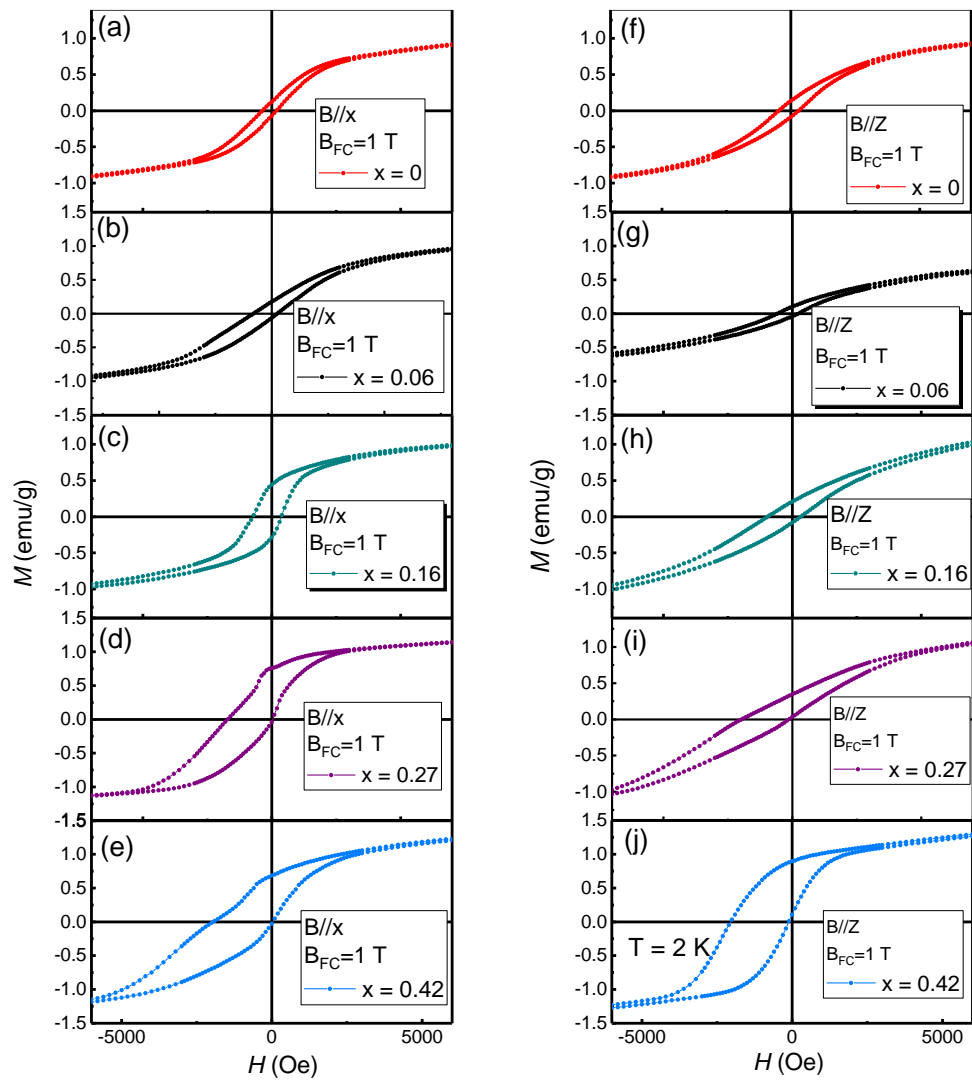 (a)
1.0
0.5
0.0
-0.5
-1.0
1.5
B//x
B_FC=1 T
x = 0
(b)
1.0
0.5
0.0
-0.5
-1.0
-1.5
B//x
B_FC=1 T
x = 0.06
(c)
1.0
0.5
0.0
-0.5
-1.0
1.5
B//x
B_FC=1 T
x = 0.16
(d)
1.0
0.5
0.0
-0.5
-1.0
-1.5
B//x
B_FC=1 T
x = 0.27
(e)
1.0
0.5
0.0
-0.5
-1.0
-1.5
B//x
B_FC=1 T
x = 0.42
M (emu/g)
M (emu/g)
-5000
0
5000
H (Oe)
(f)
1.0
0.5
0.0
-0.5
-1.0
1.5
B//Z
B_FC=1 T
x = 0
(g)
1.0
0.5
0.0
-0.5
-1.0
-1.5
B//Z
B_FC=1 T
x = 0.06
(h)
1.0
0.5
0.0
-0.5
-1.0
1.5
B//Z
B_FC=1 T
x = 0.16
(i)
1.0
0.5
0.0
-0.5
-1.0
-1.5
B//Z
B_FC=1 T
x = 0.27
(j)
1.0
0.5
0.0
-0.5
-1.0
-1.5
T = 2 K
B//Z
B_FC=1 T
x = 0.42
M (emu/g)
M (emu/g)
-5000
0
5000
H (Oe)